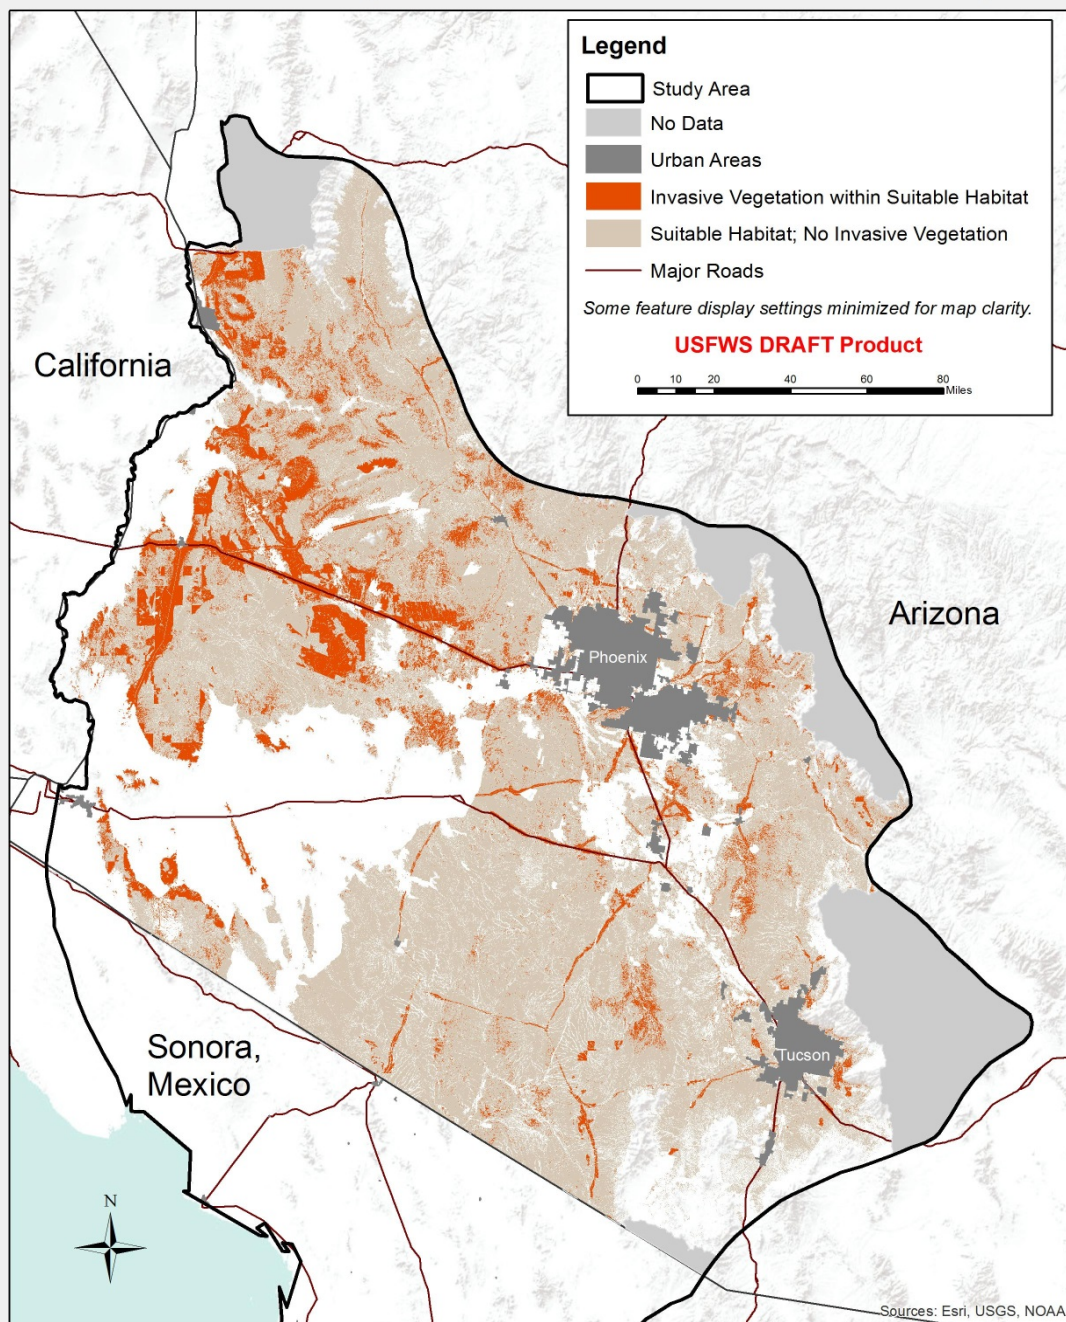 Legend
Study Area
No Data
Urban Areas
Invasive Vegetation within Suitable Habitat
Suitable Habitat; No Invasive Vegetation
Major Roads
Some feature display settings minimized for map clarity.
USFWS DRAFT Product
0 10 20 40 60 80
Miles
California
Arizona
Phoenix
Tucson
Sonora,
Mexico
N
Sources: Esri, USGS, NOAA